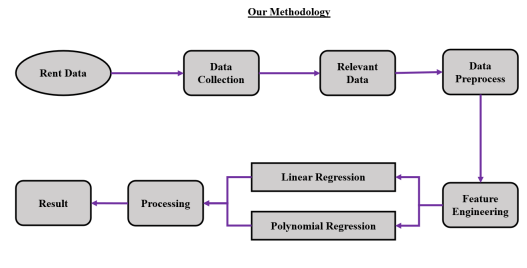 Our Methodology
Rent Data
Data
Collection
Relevant
Data
Data
Preprocess
Feature
Engineering
Linear Regression
Polynomial Regression
Processing
Result